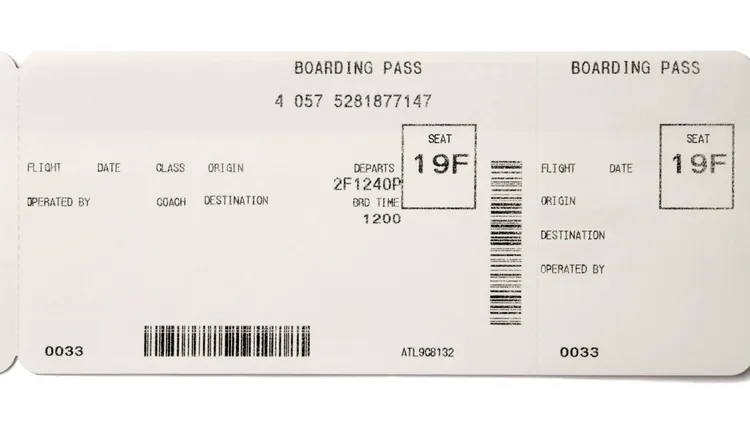 BOARDING PASS
4 057 5281877147
SEAT
19F
FLIGHT DATE CLASS ORIGIN DEPARTS
2F1240P
OPERATED BY COACH DESTINATION BRD TIME
1200
0033
ATL9C8132
BOARDING PASS
SEAT
19F
FLIGHT DATE
ORIGIN
DESTINATION
OPERATED BY
0033